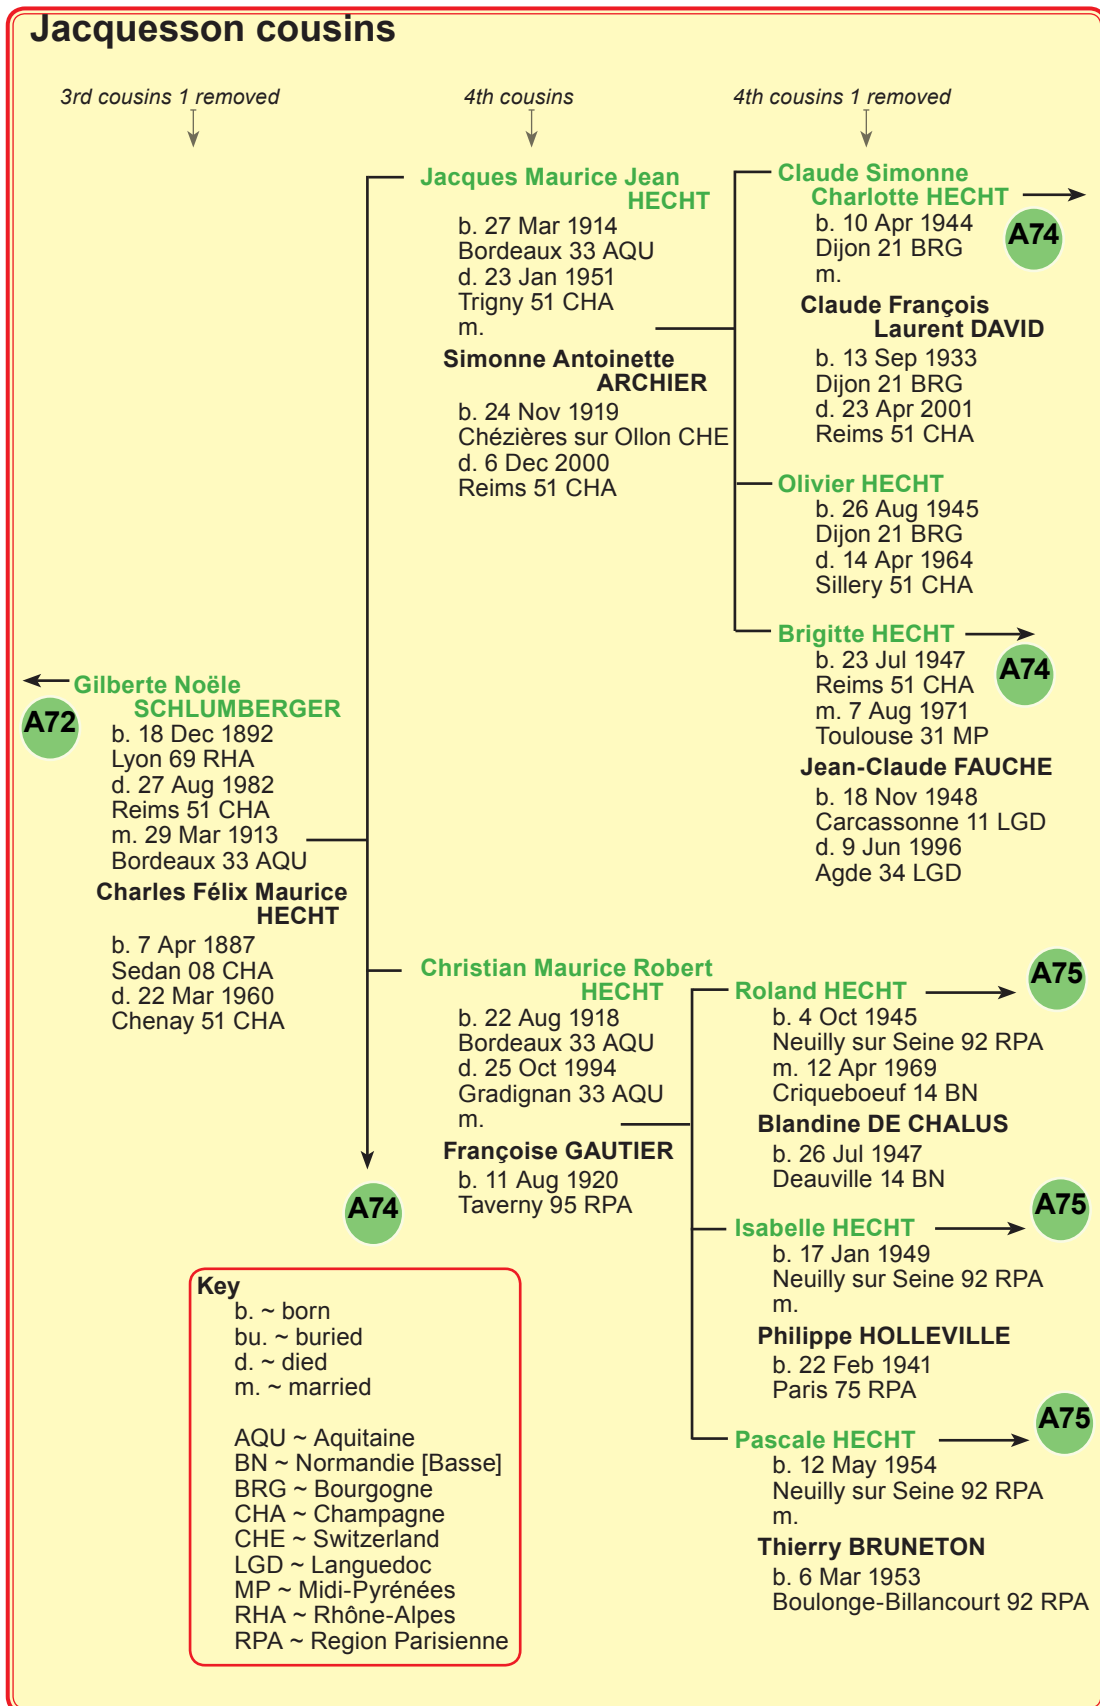 Jacquesson cousins
3rd cousins 1 removed
4th cousins
4th cousins 1 removed
Gilberte Noële
SCHLUMBERGER
A72
b. 18 Dec 1892
Lyon 69 RHA
d. 27 Aug 1982
Reims 51 CHA
m. 29 Mar 1913
Bordeaux 33 AQU
Charles Félix Maurice
HECHT
b. 7 Apr 1887
Sedan 08 CHA
d. 22 Mar 1960
Chenay 51 CHA
Jacques Maurice Jean
HECHT
b. 27 Mar 1914
Bordeaux 33 AQU
d. 23 Jan 1951
Trigny 51 CHA
m.
Simonne Antoinette
ARCHIER
b. 24 Nov 1919
Chézières sur Ollon CHE
d. 6 Dec 2000
Reims 51 CHA
Christian Maurice Robert
HECHT
b. 22 Aug 1918
Bordeaux 33 AQU
d. 25 Oct 1994
Gradignan 33 AQU
m.
Françoise GAUTIER
b. 11 Aug 1920
Taverny 95 RPA
A74
Claude Simonne
Charlotte HECHT
A74
b. 10 Apr 1944
Dijon 21 BRG
m.
Claude François
Laurent DAVID
b. 13 Sep 1933
Dijon 21 BRG
d. 23 Apr 2001
Reims 51 CHA
Olivier HECHT
b. 26 Aug 1945
Dijon 21 BRG
d. 14 Apr 1964
Sillery 51 CHA
Brigitte HECHT
A74
b. 23 Jul 1947
Reims 51 CHA
m. 7 Aug 1971
Toulouse 31 MP
Jean-Claude FAUCHE
b. 18 Nov 1948
Carcassonne 11 LGD
d. 9 Jun 1996
Agde 34 LGD
A75
Roland HECHT
b. 4 Oct 1945
Neuilly sur Seine 92 RPA
m. 12 Apr 1969
Criqueboeuf 14 BN
Blandine DE CHALUS
b. 26 Jul 1947
Deauville 14 BN
A75
Isabelle HECHT
b. 17 Jan 1949
Neuilly sur Seine 92 RPA
m.
Philippe HOLLEVILLE
b. 22 Feb 1941
Paris 75 RPA
A75
Pascale HECHT
b. 12 May 1954
Neuilly sur Seine 92 RPA
m.
Thierry BRUNETON
b. 6 Mar 1953
Boulonge-Billancourt 92 RPA
Key
b. ~ born
bu. ~ buried
d. ~ died
m. ~ married
AQU ~ Aquitaine
BN ~ Normandie [Basse]
BRG ~ Bourgogne
CHA ~ Champagne
CHE ~ Switzerland
LGD ~ Languedoc
MP ~ Midi-Pyrénées
RHA ~ Rhône-Alpes
RPA ~ Region Parisienne